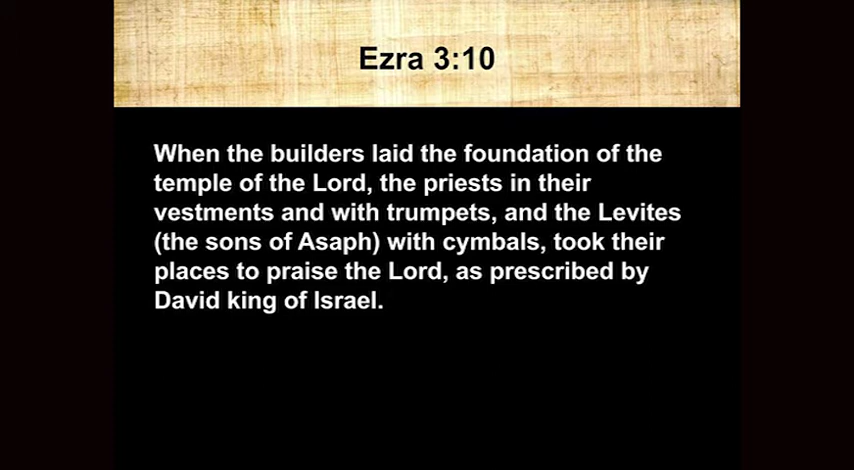 Ezra 3:10
When the builders laid the foundation of the
temple of the Lord, the priests in their
vestments and with trumpets, and the Levites
(the sons of Asaph) with cymbals, took their
places to praise the Lord, as prescribed by
David king of Israel.